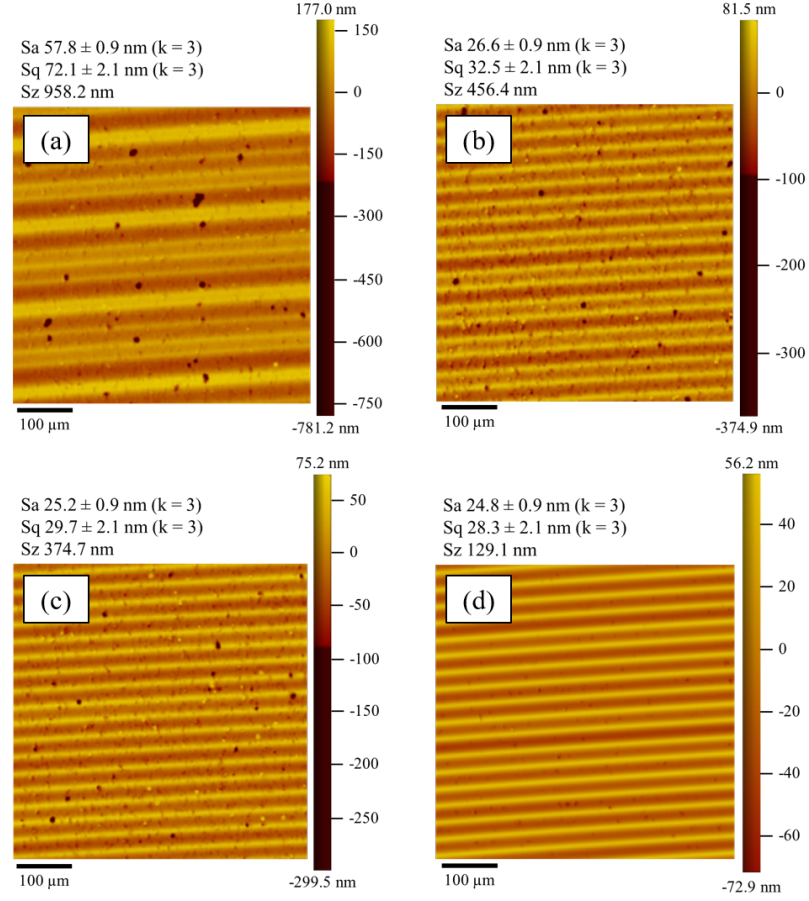 177.0 nm
Sa 57.8 ± 0.9 nm (k = 3)
Sq 72.1 ± 2.1 nm (k = 3)
Sz 958.2 nm
(a)
150
0
-150
-300
-450
-600
-750
-781.2 nm
100 µm
81.5 nm
Sa 26.6 ± 0.9 nm (k = 3)
Sq 32.5 ± 2.1 nm (k = 3)
Sz 456.4 nm
(b)
0
-100
-200
-300
-374.9 nm
100 µm
75.2 nm
Sa 25.2 ± 0.9 nm (k = 3)
Sq 29.7 ± 2.1 nm (k = 3)
Sz 374.7 nm
(c)
50
0
-50
-100
-150
-200
-250
-299.5 nm
100 µm
56.2 nm
Sa 24.8 ± 0.9 nm (k = 3)
Sq 28.3 ± 2.1 nm (k = 3)
Sz 129.1 nm
(d)
40
20
0
-20
-40
-60
-72.9 nm
100 µm